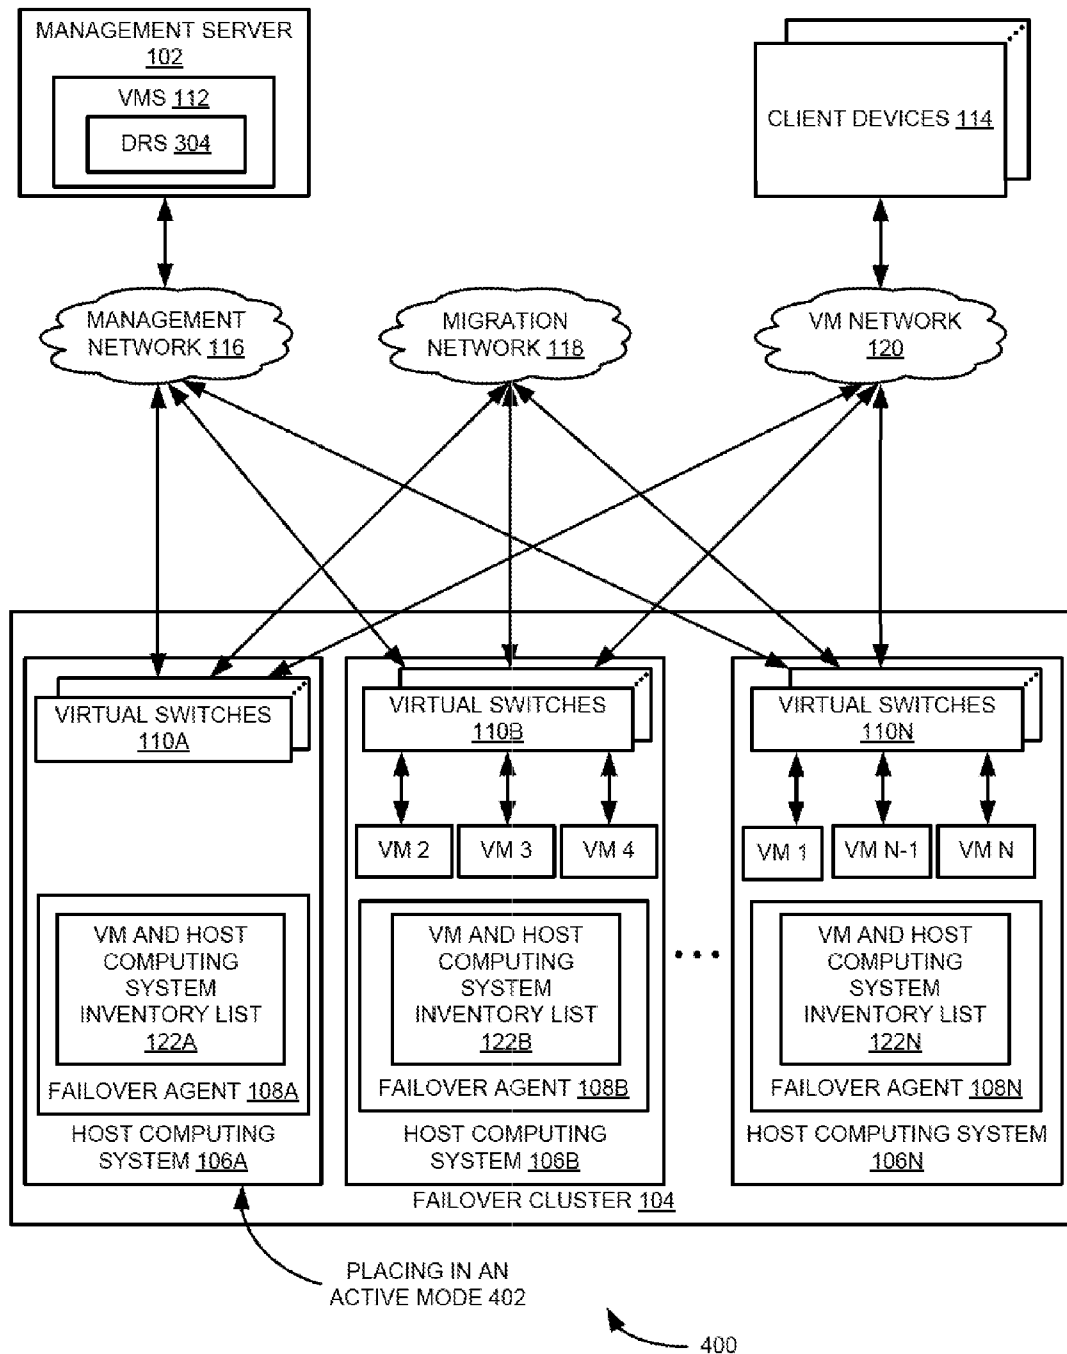 MANAGEMENT SERVER
102
VMS 112
DRS 304
CLIENT DEVICES 114
MANAGEMENT
NETWORK 116
MIGRATION
NETWORK 118
VM NETWORK
120
VIRTUAL SWITCHES
110A
VIRTUAL SWITCHES
110B
VIRTUAL SWITCHES
110N
VM 2
VM 3
VM 4
VM 1
VM N-1
VM N
VM AND HOST
COMPUTING
SYSTEM
INVENTORY LIST
122A
FAILOVER AGENT 108A
HOST COMPUTING
SYSTEM 106A
VM AND HOST
COMPUTING
SYSTEM
INVENTORY LIST
122B
FAILOVER AGENT 108B
HOST COMPUTING
SYSTEM 106B
VM AND HOST
COMPUTING
SYSTEM
INVENTORY LIST
122N
FAILOVER AGENT 108N
HOST COMPUTING SYSTEM
106N
FAILOVER CLUSTER 104
PLACING IN AN
ACTIVE MODE 402
400